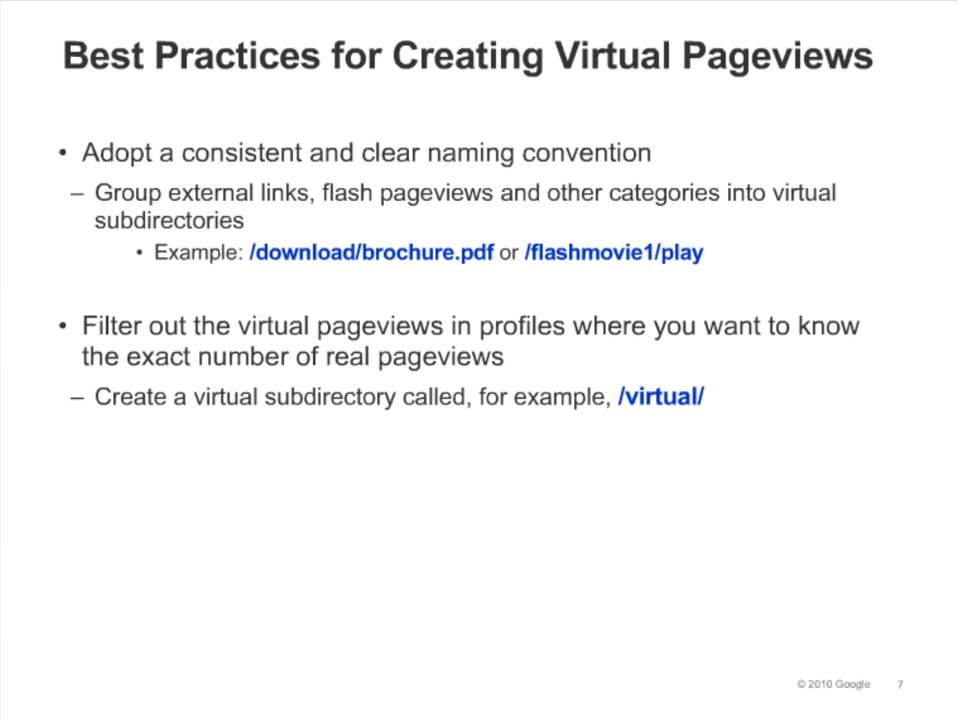 Best Practices for Creating Virtual Pageviews
• Adopt a consistent and clear naming convention
– Group external links, flash pageviews and other categories into virtual
subdirectories
• Example: /download/brochure.pdf or /flashmovie1/play
• Filter out the virtual pageviews in profiles where you want to know
the exact number of real pageviews
– Create a virtual subdirectory called, for example, /virtual/
© 2010 Google 7